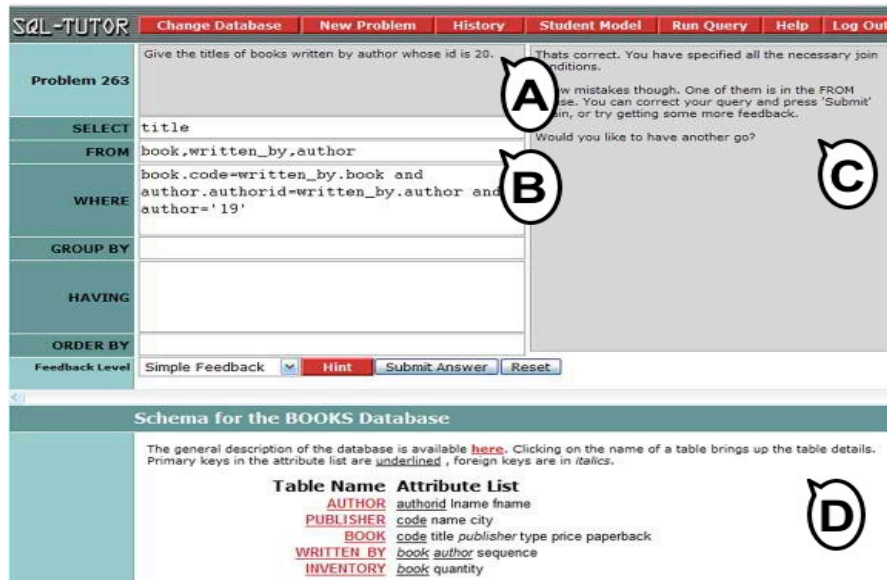 SQL-TUTOR Change Database New Problem History Student Model Run Query Help Log Out
Problem 263
Give the titles of books written by author whose id is 20.
A
SELECT title
FROM book,written_by,author
WHERE
book.code=written_by.book and
author.authorid=written_by.author and
author='19'
B
GROUP BY
HAVING
ORDER BY
Thats correct. You have specified all the necessary join
mistakes though. One of them is in the FROM
You can correct your query and press 'Submit'
or try getting some more feedback.
Would you like to have another go?
C
Feedback Level Simple Feedback Hint Submit Answer Reset
Schema for the BOOKS Database
The general description of the database is available here. Clicking on the name of a table brings up the table details.
Primary keys in the attribute list are underlined , foreign keys are in italics.
Table Name Attribute List
AUTHOR authorid lname fname
PUBLISHER code name city
BOOK code title publisher type price paperback
WRITTEN BY book author sequence
INVENTORY book quantity
D